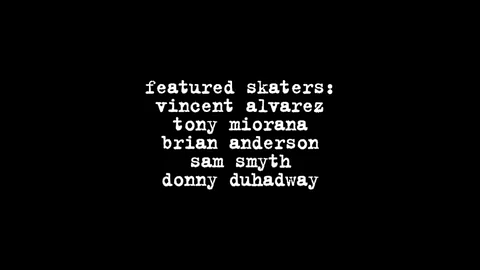 featured skaters:
vincent alvarez
tony miorana
brian anderson
sam smyth
donny duhadway